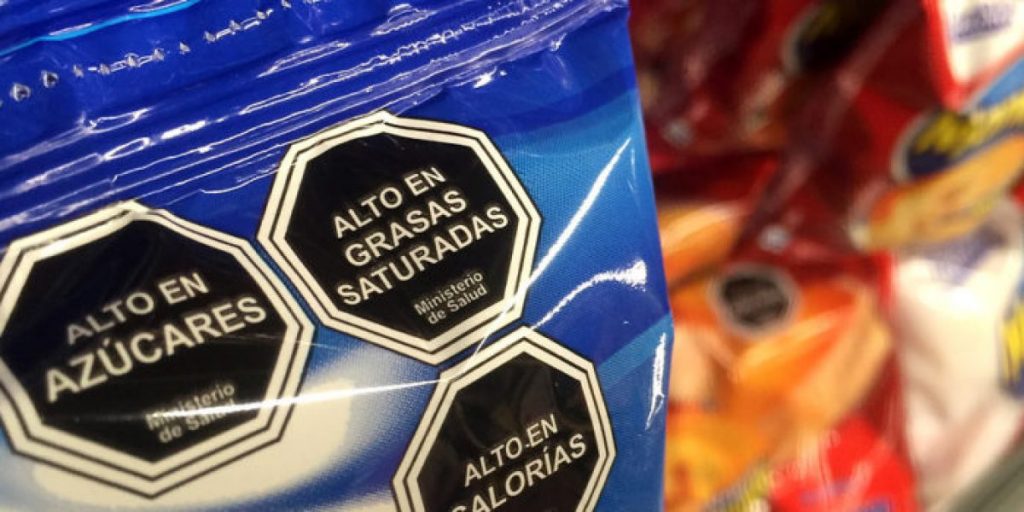 ALTO EN
AZÚCARES
Ministerio
de Salud
ALTO EN
GRASAS
SATURADAS
Ministerio
de Salud
ALTO EN
CALORÍAS